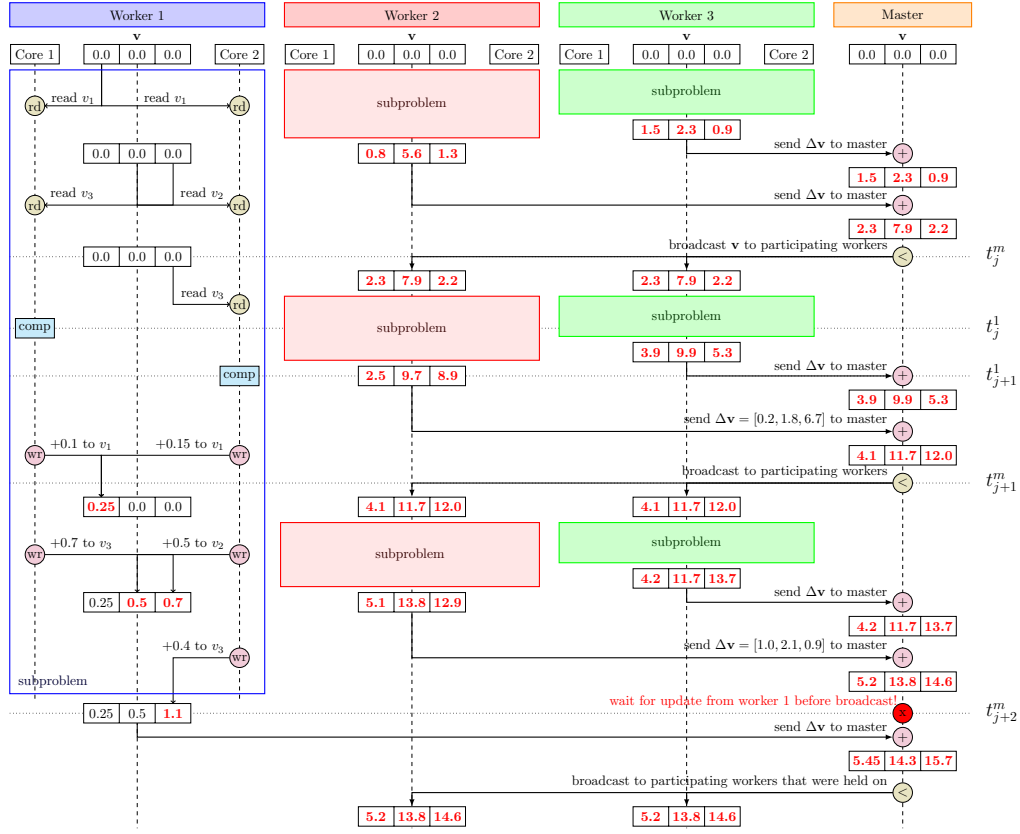 Worker 1 Worker 2 Worker 3 Master
v v v v
Core 1 0.0 0.0 0.0 Core 2 Core 1 0.0 0.0 0.0 Core 2 Core 1 0.0 0.0 0.0 Core 2 0.0 0.0 0.0
subproblem subproblem
rd read v₁ read v₁ rd
1.5 2.3 0.9
send Δv to master +
0.0 0.0 0.0 0.8 5.6 1.3
1.5 2.3 0.9
rd read v₃ read v₂ rd send Δv to master +
2.3 7.9 2.2
broadcast v to participating workers <
0.0 0.0 0.0 tⱼᵐ
2.3 7.9 2.2 2.3 7.9 2.2
read v₃ rd
subproblem subproblem
comp tⱼ¹
3.9 9.9 5.3
send Δv to master +
comp 2.5 9.7 8.9 tⱼ₊₁¹
3.9 9.9 5.3
send Δv = [0.2, 1.8, 6.7] to master +
wr +0.1 to v₁ +0.15 to v₁ wr 4.1 11.7 12.0
broadcast to participating workers <
tⱼ₊₁ᵐ
0.25 0.0 0.0 4.1 11.7 12.0 4.1 11.7 12.0
wr +0.7 to v₃ +0.5 to v₂ wr subproblem subproblem
4.2 11.7 13.7
0.25 0.5 0.7 5.1 13.8 12.9 send Δv to master +
4.2 11.7 13.7
+0.4 to v₃ wr send Δv = [1.0, 2.1, 0.9] to master +
subproblem 5.2 13.8 14.6
wait for update from worker 1 before broadcast! x
0.25 0.5 1.1 tⱼ₊₂ᵐ
send Δv to master +
5.45 14.3 15.7
broadcast to participating workers that were held on <
5.2 13.8 14.6 5.2 13.8 14.6